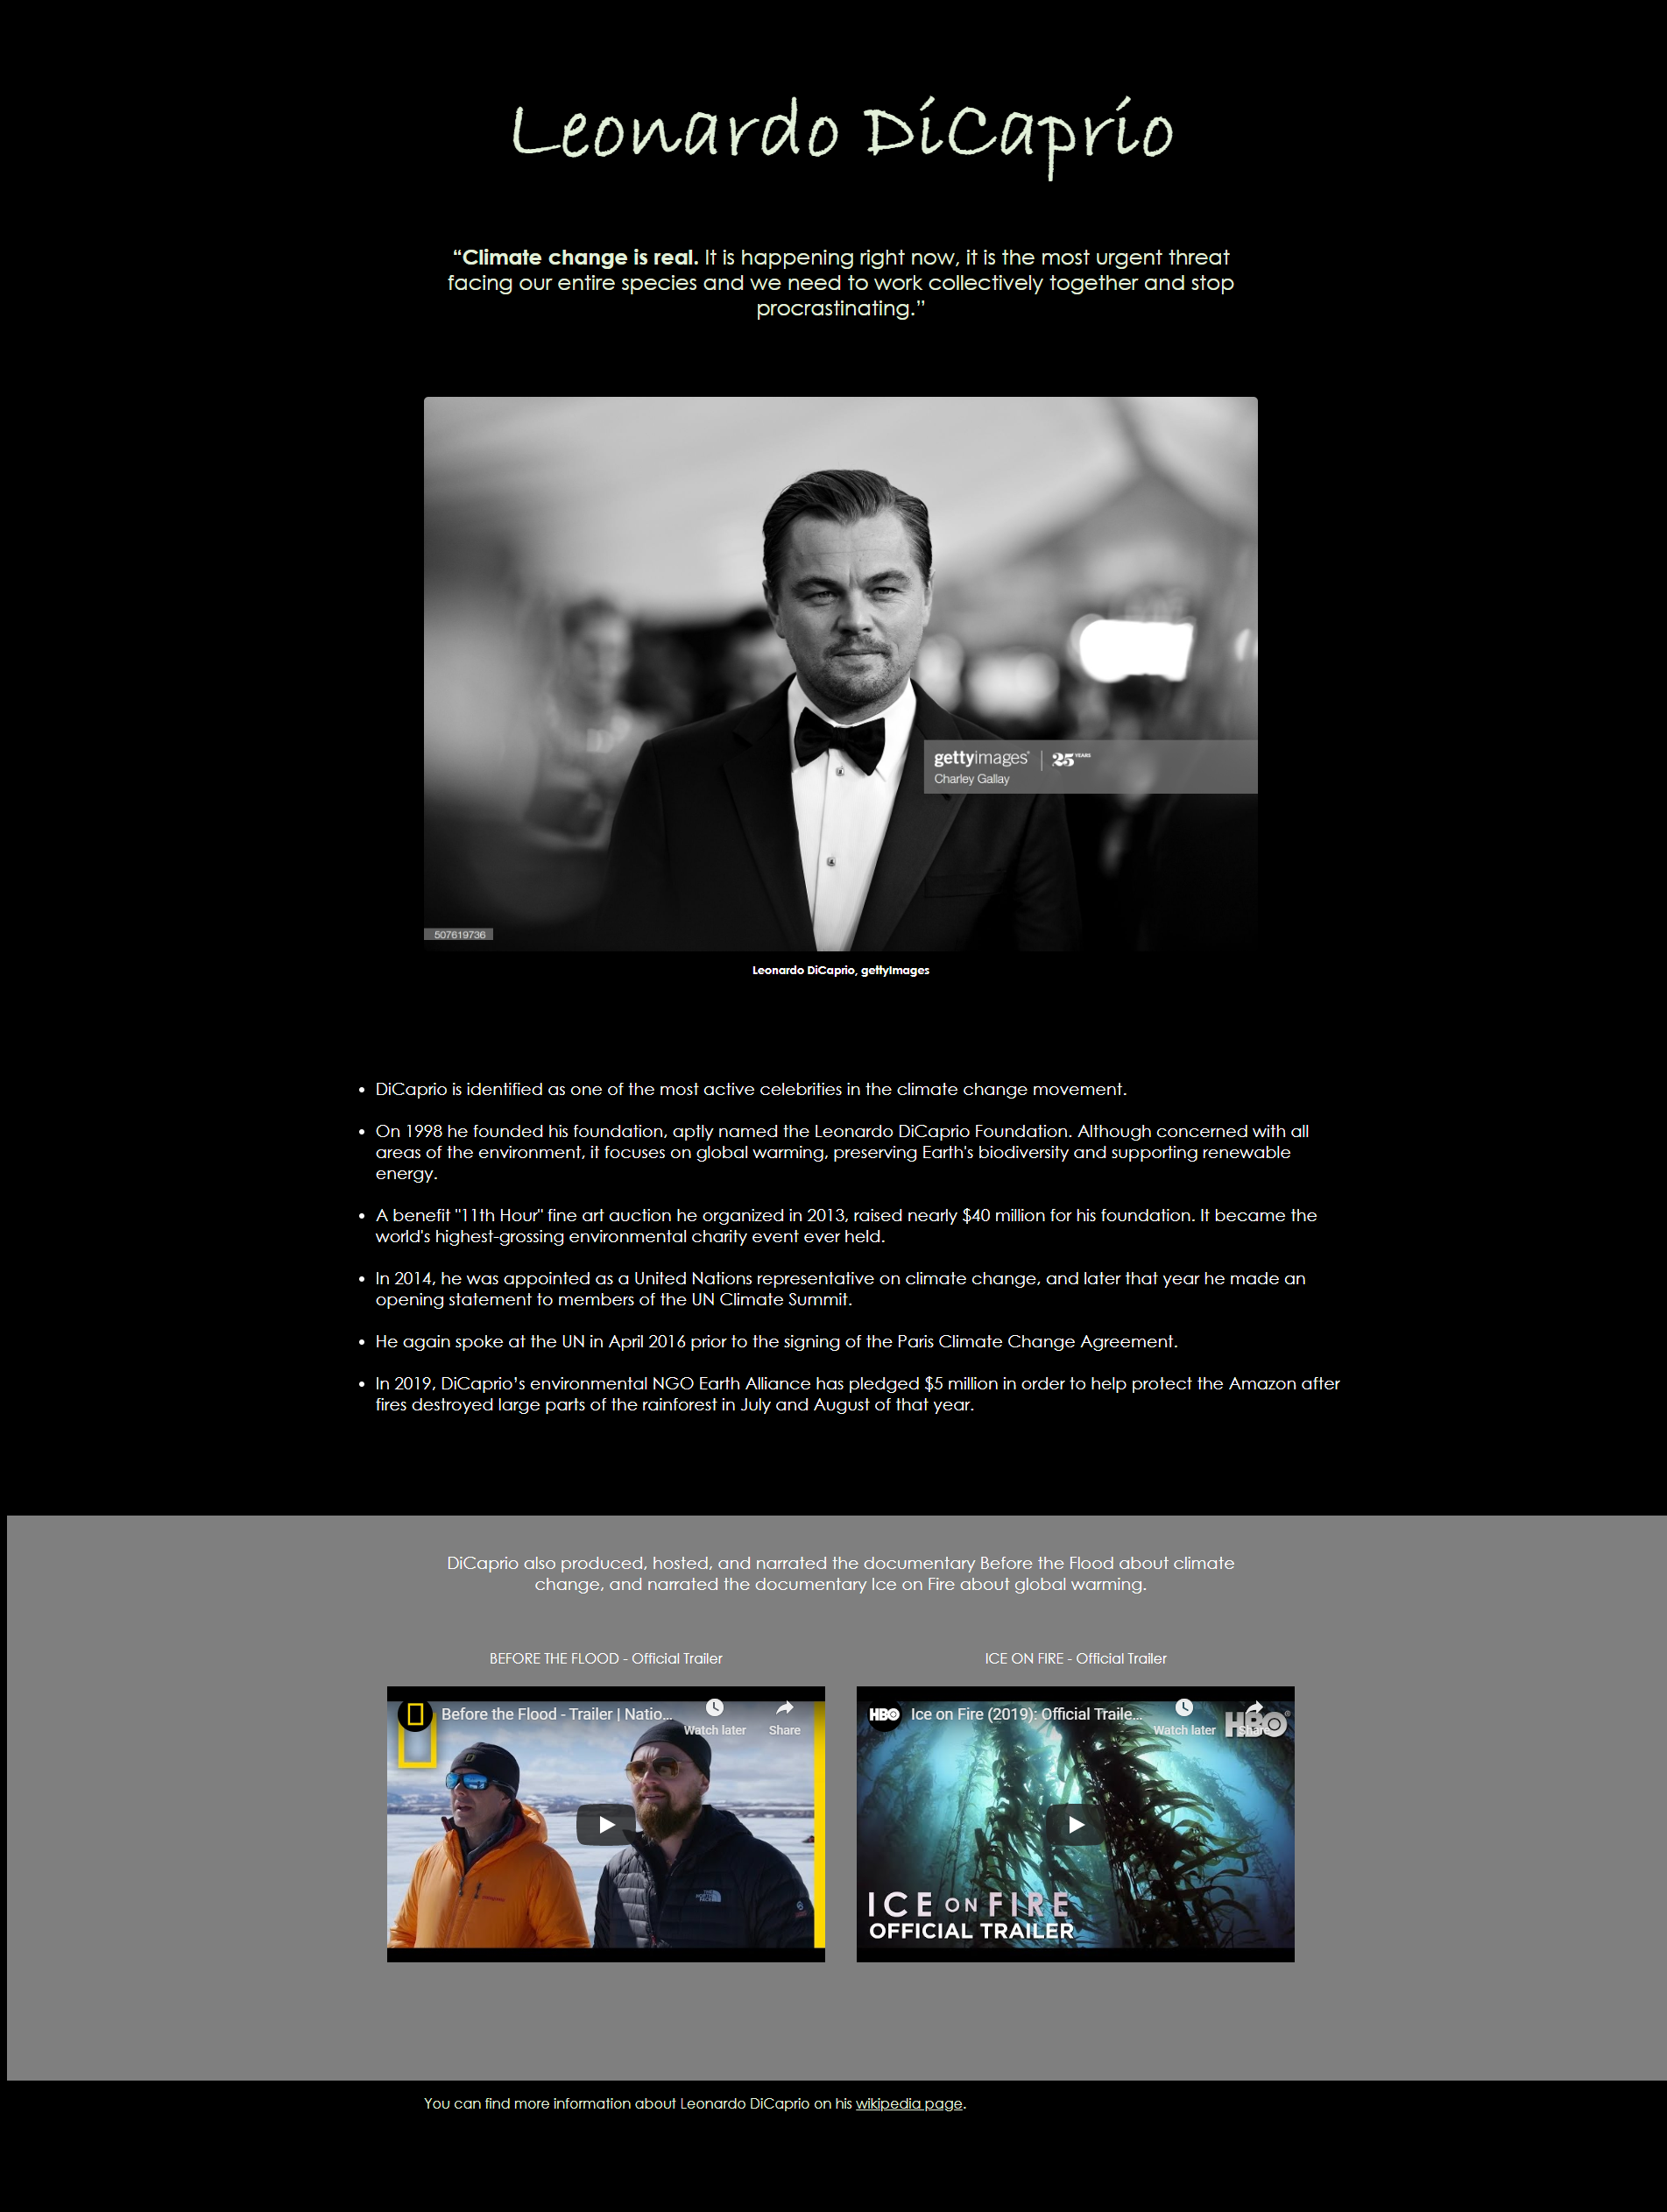 Leonardo DiCaprio
“Climate change is real. It is happening right now, it is the most urgent threat
facing our entire species and we need to work collectively together and stop
procrastinating.”
gettyimages® | 25 YEARS
Charley Gallay
507619736
Leonardo DiCaprio, gettyImages
• DiCaprio is identified as one of the most active celebrities in the climate change movement.
• On 1998 he founded his foundation, aptly named the Leonardo DiCaprio Foundation. Although concerned with all
areas of the environment, it focuses on global warming, preserving Earth's biodiversity and supporting renewable
energy.
• A benefit "11th Hour" fine art auction he organized in 2013, raised nearly $40 million for his foundation. It became the
world's highest-grossing environmental charity event ever held.
• In 2014, he was appointed as a United Nations representative on climate change, and later that year he made an
opening statement to members of the UN Climate Summit.
• He again spoke at the UN in April 2016 prior to the signing of the Paris Climate Change Agreement.
• In 2019, DiCaprio’s environmental NGO Earth Alliance has pledged $5 million in order to help protect the Amazon after
fires destroyed large parts of the rainforest in July and August of that year.
DiCaprio also produced, hosted, and narrated the documentary Before the Flood about climate
change, and narrated the documentary Ice on Fire about global warming.
BEFORE THE FLOOD - Official Trailer
Before the Flood - Trailer | Natio...
Watch later Share
THE NORTH FACE
ICE ON FIRE - Official Trailer
HBO Ice on Fire (2019): Official Traile...
Watch later Share
HBO®
ICE ON FIRE
OFFICIAL TRAILER
You can find more information about Leonardo DiCaprio on his wikipedia page.